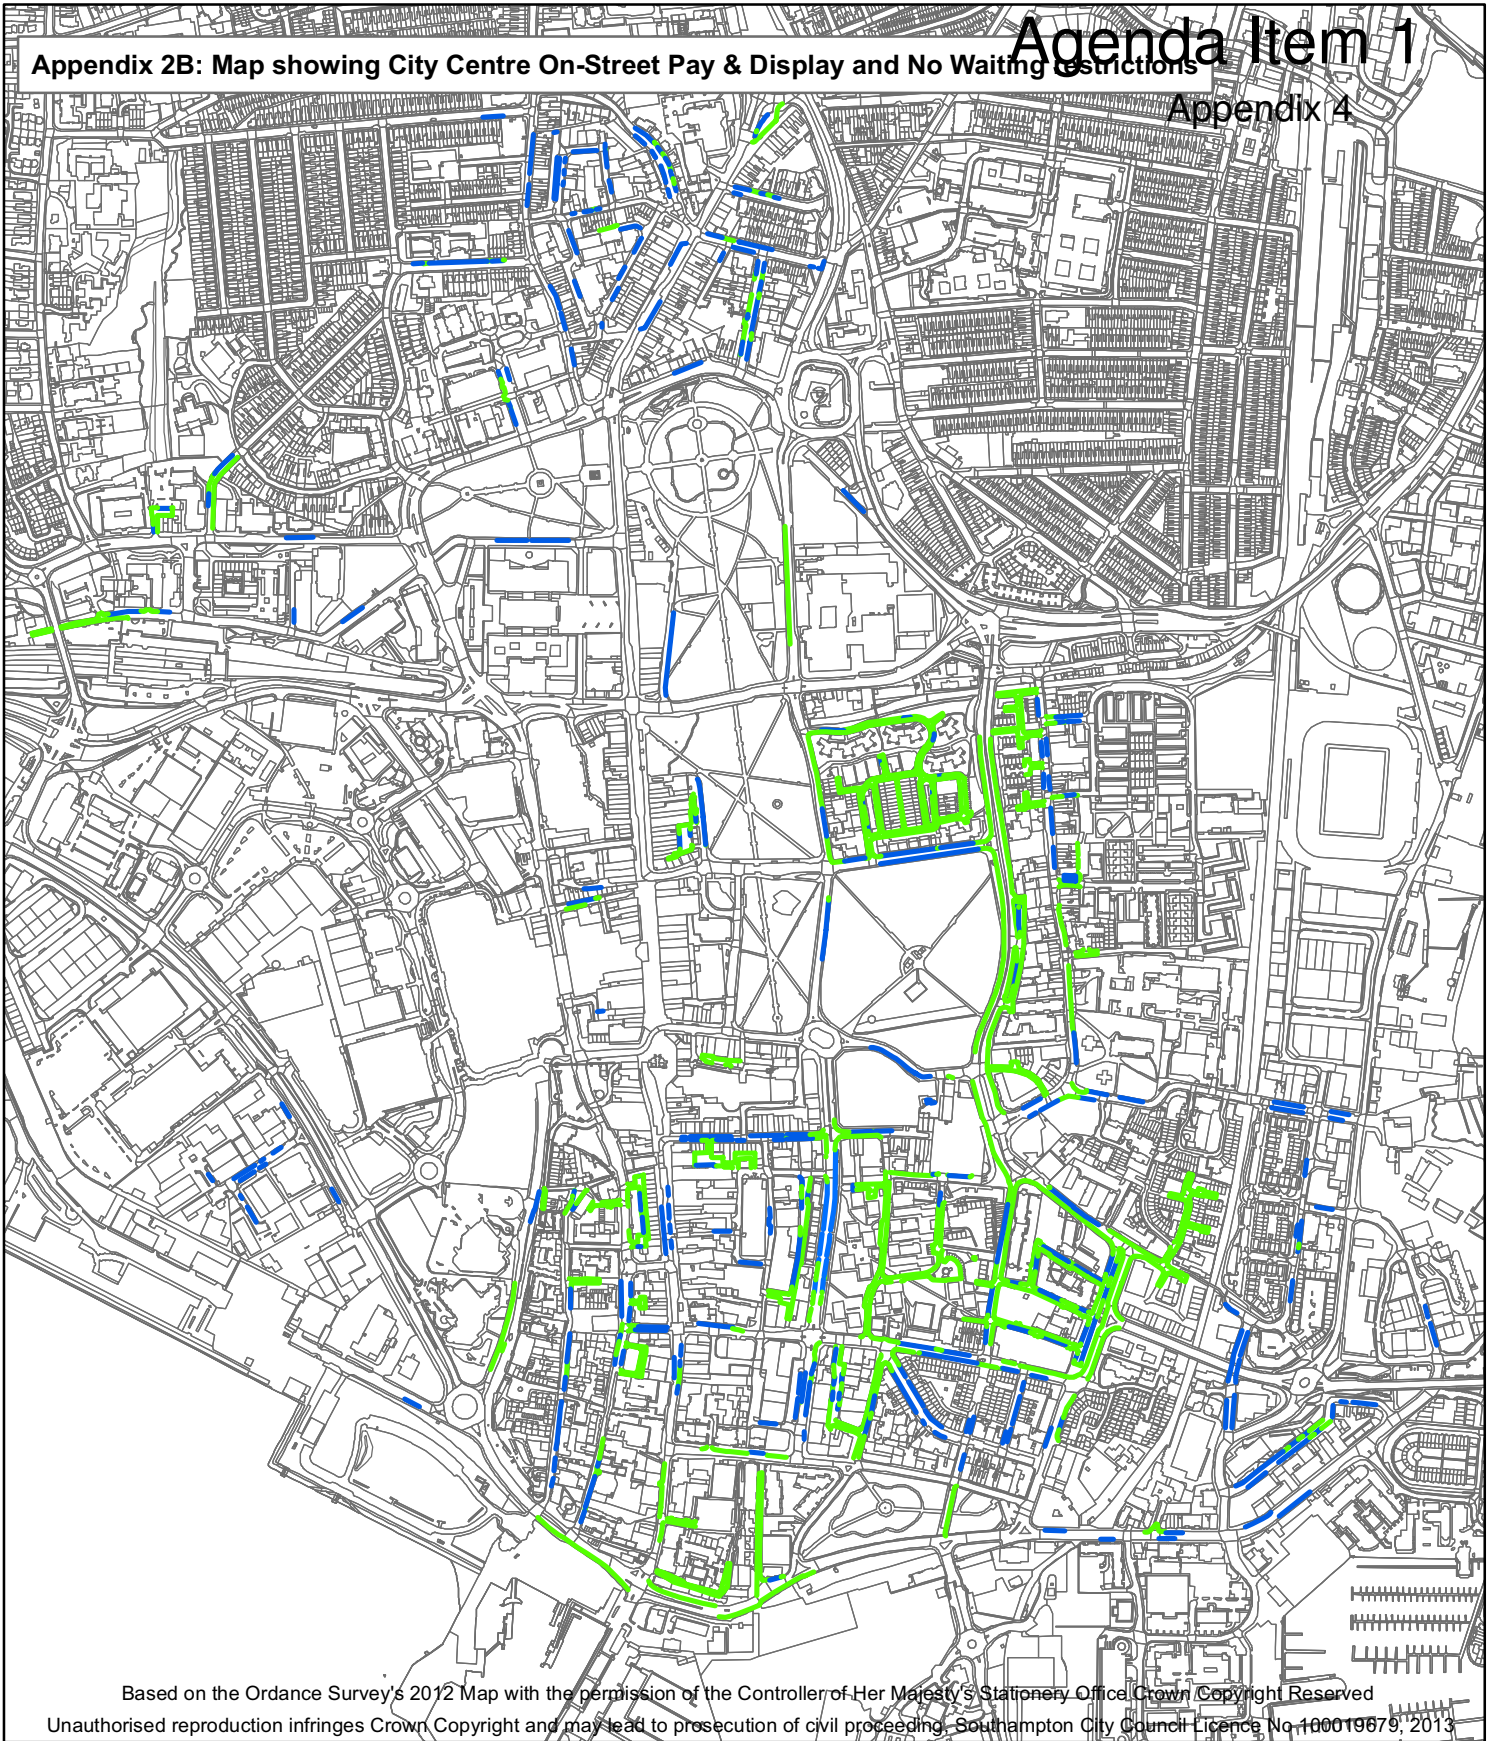 Agenda Item 1
Appendix 2B: Map showing City Centre On-Street Pay & Display and No Waiting Restrictions
Appendix 4
Based on the Ordance Survey's 2012 Map with the permission of the Controller of Her Majesty's Stationery Office Crown Copyright Reserved
Unauthorised reproduction infringes Crown Copyright and may lead to prosecution of civil proceeding. Southampton City Council Licence No 100019679, 2013